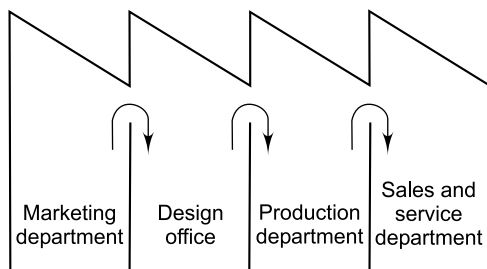 Marketing
department
Design
office
Production
department
Sales and
service
department